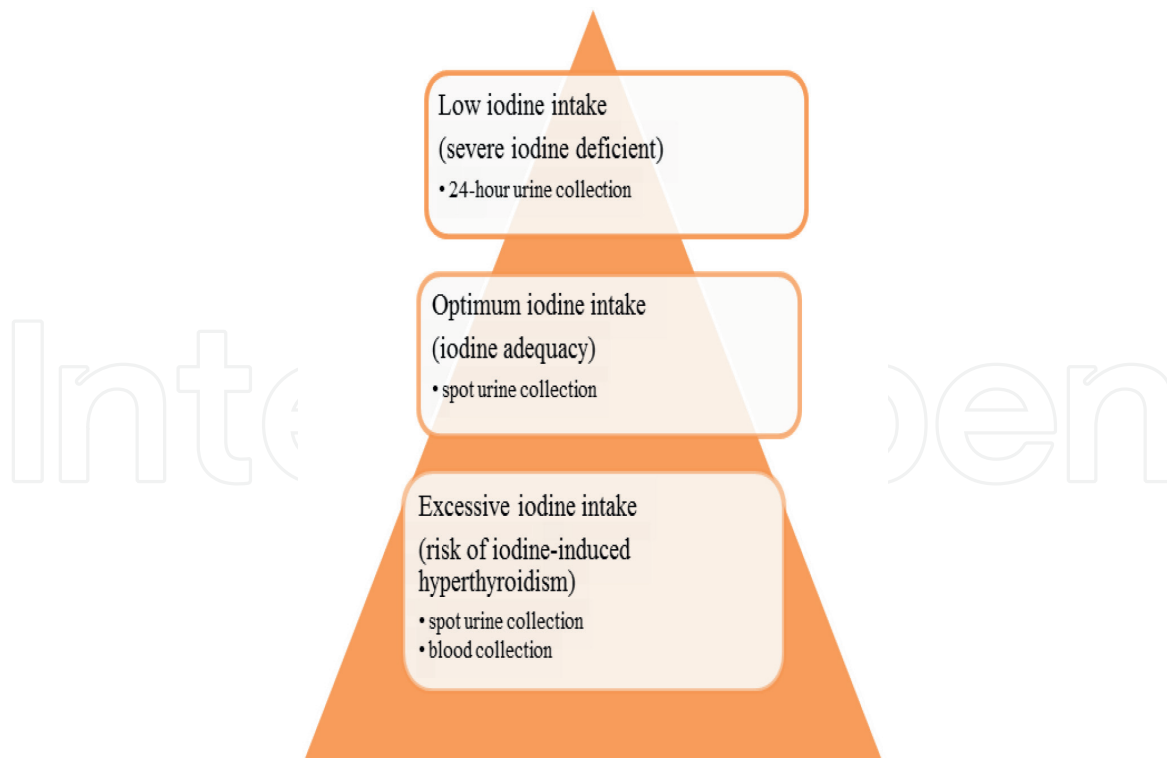 Low iodine intake
(severe iodine deficient)
• 24-hour urine collection
Optimum iodine intake
(iodine adequacy)
• spot urine collection
Excessive iodine intake
(risk of iodine-induced
hyperthyroidism)
• spot urine collection
• blood collection